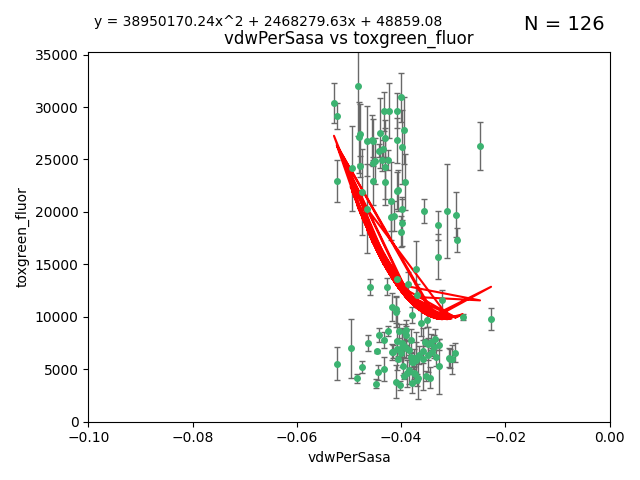 y = 38950170.24x^2 + 2468279.63x + 48859.08
N = 126
vdwPerSasa vs toxgreen_fluor
35000
30000
25000
20000
15000
10000
5000
0
toxgreen_fluor
−0.10
−0.08
−0.06
−0.04
−0.02
0.00
vdwPerSasa